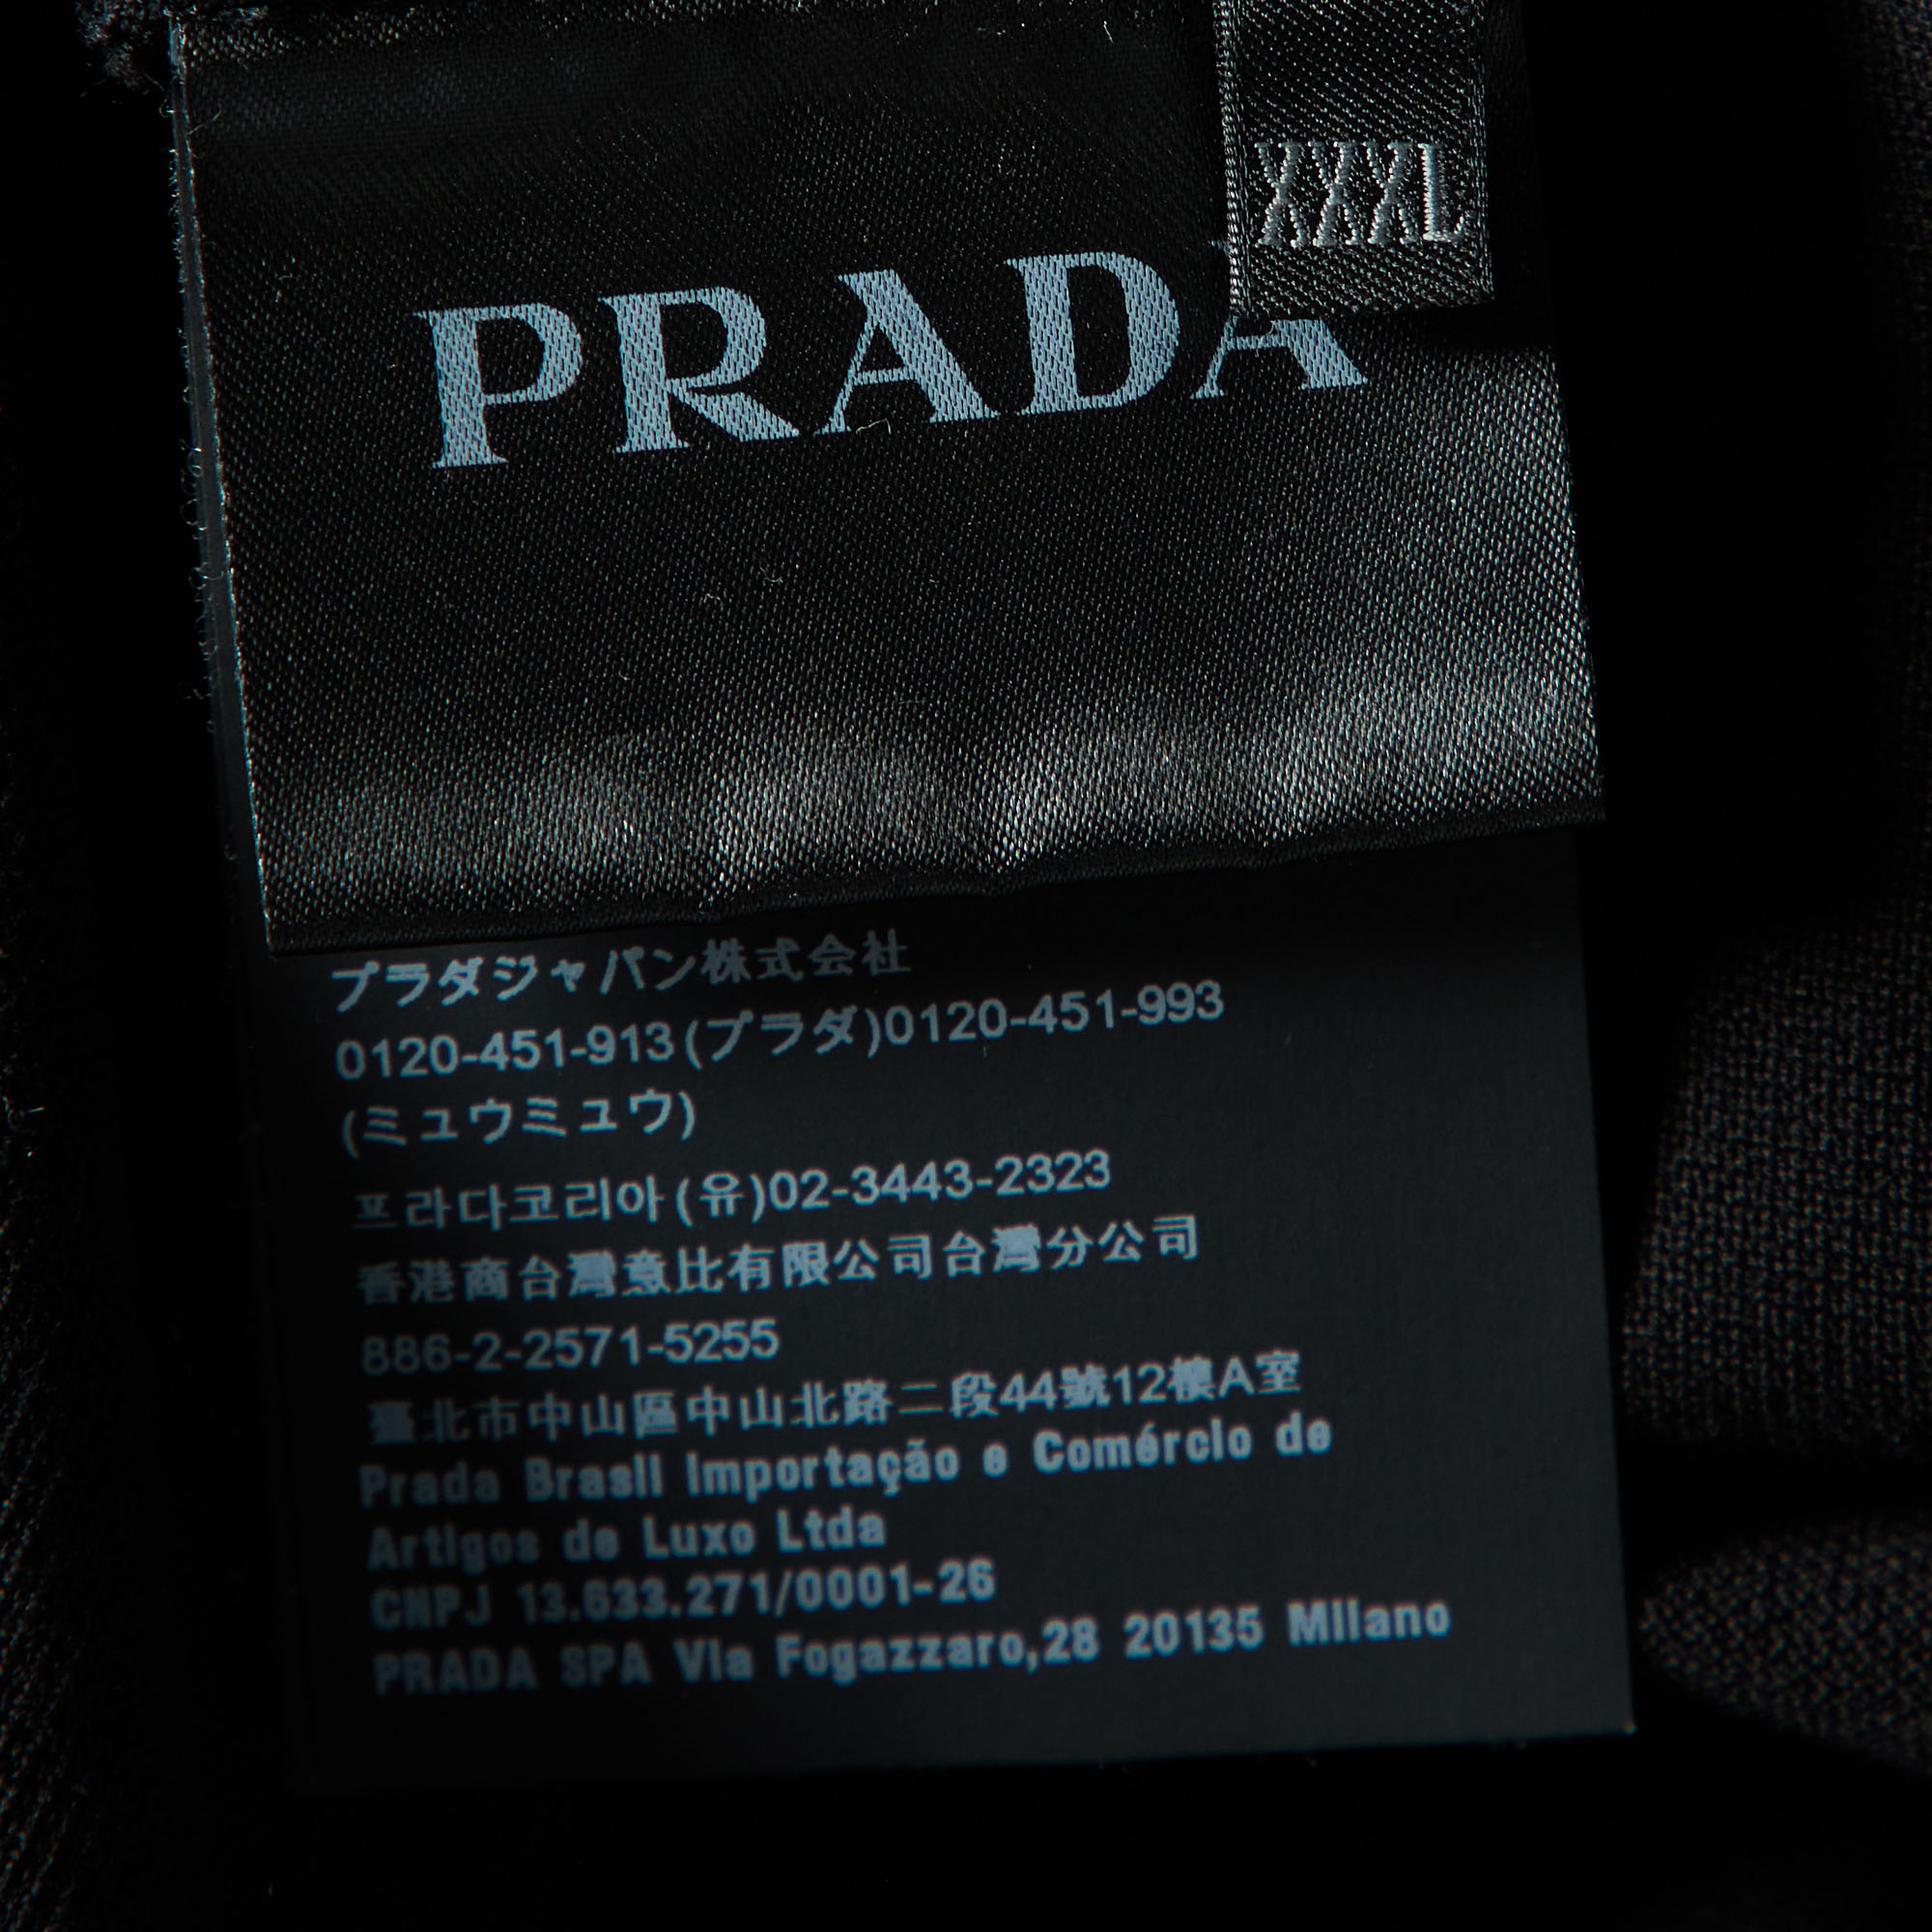 XXXL
PRADA
プラダジャパン株式会社
0120-451-913(プラダ)0120-451-993
(ミュウミュウ)
프라다코리아(유)02-3443-2323
香港商台灣意比有限公司台灣分公司
886-2-2571-5255
臺北市中山區中山北路二段44號12樓A室
Prada Brasil Importação e Comércio de
Artigos de Luxo Ltda
CNPJ 13.633.271/0001-26
PRADA SPA Via Fogazzaro,28 20135 Milano